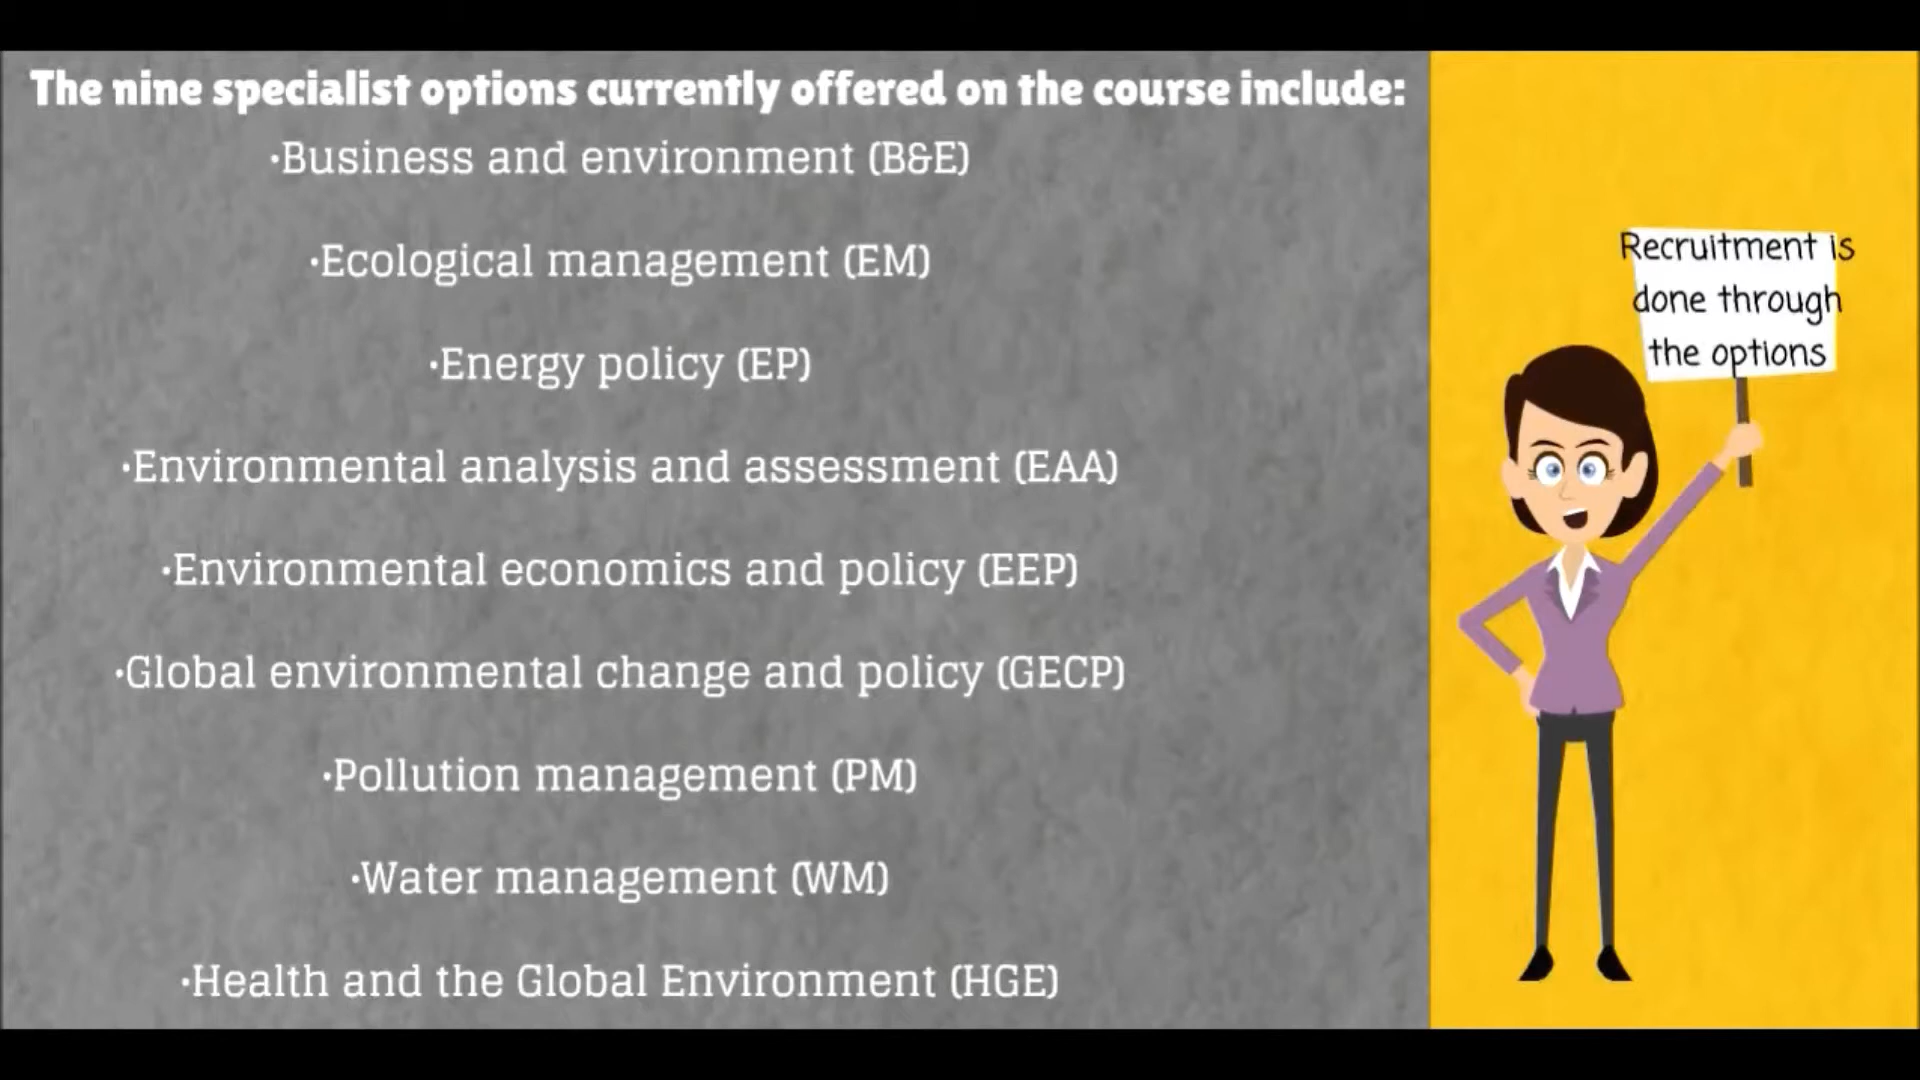 The nine specialist options currently offered on the course include:
•Business and environment (B&E)
•Ecological management (EM)
•Energy policy (EP)
•Environmental analysis and assessment (EAA)
•Environmental economics and policy (EEP)
•Global environmental change and policy (GECP)
•Pollution management (PM)
•Water management (WM)
•Health and the Global Environment (HGE)
Recruitment is
done through
the options